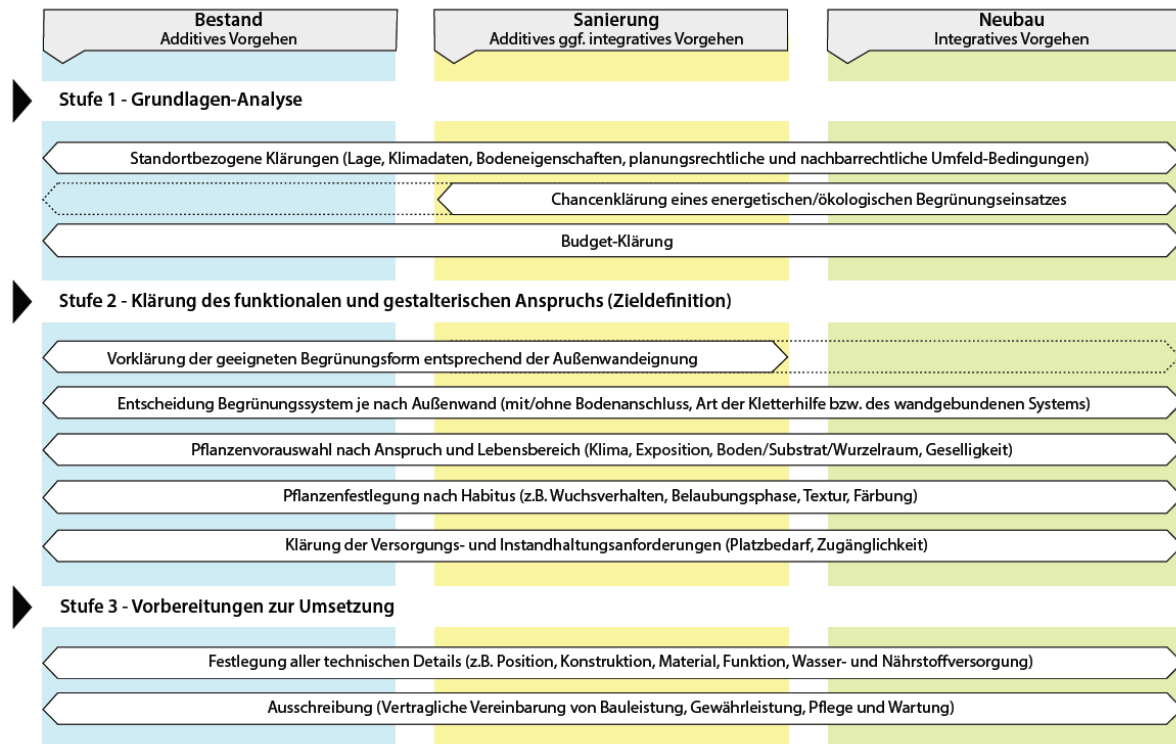 Bestand
Additives Vorgehen
Sanierung
Additives ggf. integratives Vorgehen
Neubau
Integratives Vorgehen
Stufe 1 - Grundlagen-Analyse
Standortbezogene Klärungen (Lage, Klimadaten, Bodeneigenschaften, planungsrechtliche und nachbarrechtliche Umfeld-Bedingungen)
Chancenklärung eines energetischen/ökologischen Begrünungseinsatzes
Budget-Klärung
Stufe 2 - Klärung des funktionalen und gestalterischen Anspruchs (Zieldefinition)
Vorklärung der geeigneten Begrünungsform entsprechend der Außenwandeignung
Entscheidung Begrünungssystem je nach Außenwand (mit/ohne Bodenanschluss, Art der Kletterhilfe bzw. des wandgebundenen Systems)
Pflanzenvorauswahl nach Anspruch und Lebensbereich (Klima, Exposition, Boden/Substrat/Wurzelraum, Geselligkeit)
Pflanzenfestlegung nach Habitus (z.B. Wuchsverhalten, Belaubungsphase, Textur, Färbung)
Klärung der Versorgungs- und Instandhaltungsanforderungen (Platzbedarf, Zugänglichkeit)
Stufe 3 - Vorbereitungen zur Umsetzung
Festlegung aller technischen Details (z.B. Position, Konstruktion, Material, Funktion, Wasser- und Nährstoffversorgung)
Ausschreibung (Vertragliche Vereinbarung von Bauleistung, Gewährleistung, Pflege und Wartung)